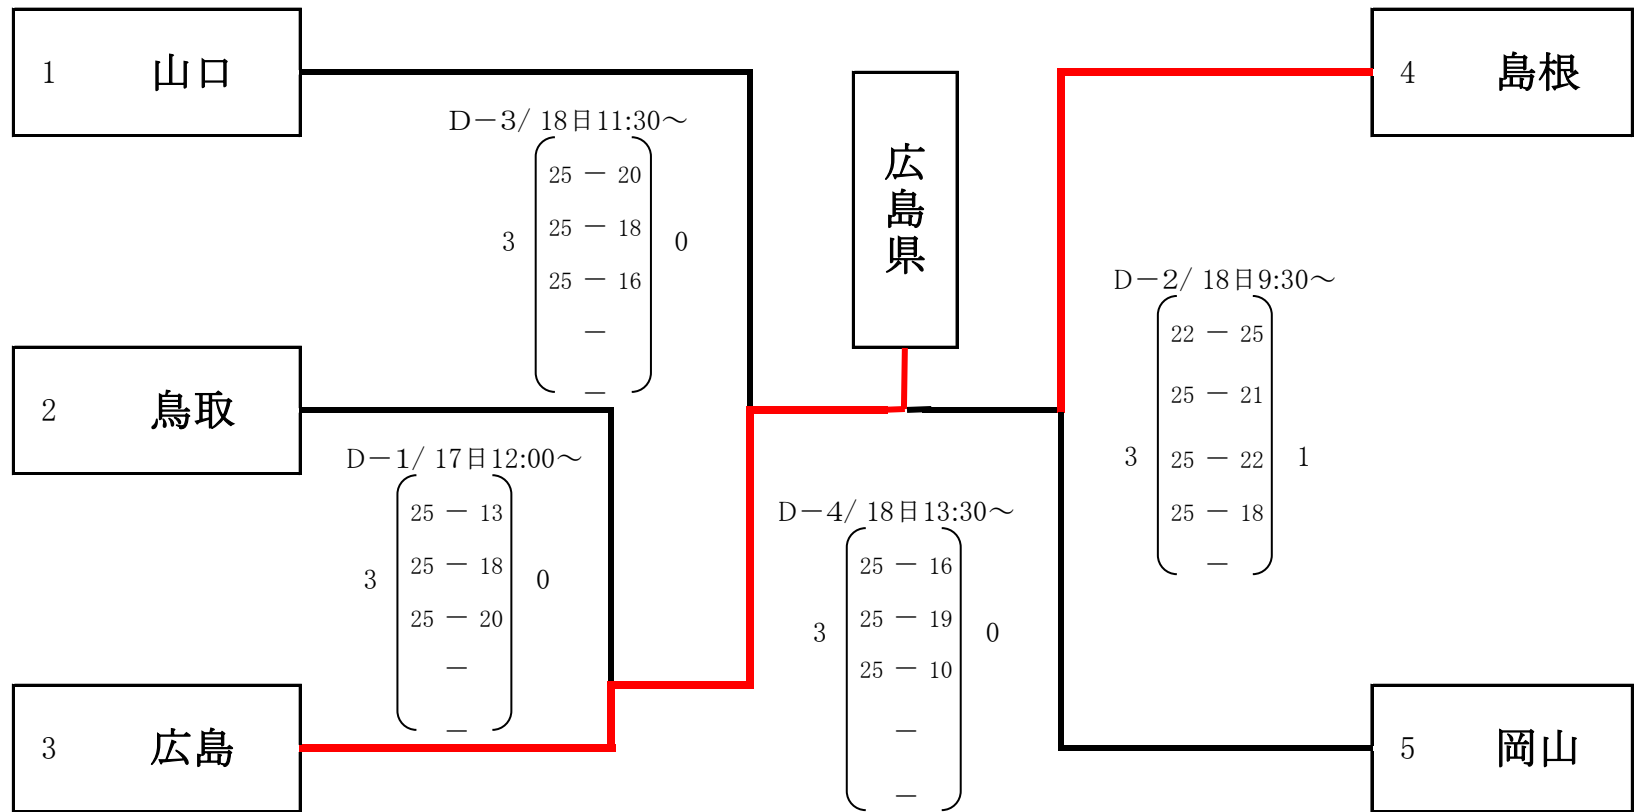 1 山口
4 島根
広島県
D－3/ 18日11:30～
25 － 20
25 － 18
3 0
25 － 16
－
－
D－2/ 18日9:30～
22 － 25
25 － 21
3 25 － 22 1
25 － 18
－
2 鳥取
D－1/ 17日12:00～
25 － 13
25 － 18
3 0
25 － 20
－
－
D－4/ 18日13:30～
25 － 16
25 － 19
3 0
25 － 10
－
－
3 広島
5 岡山